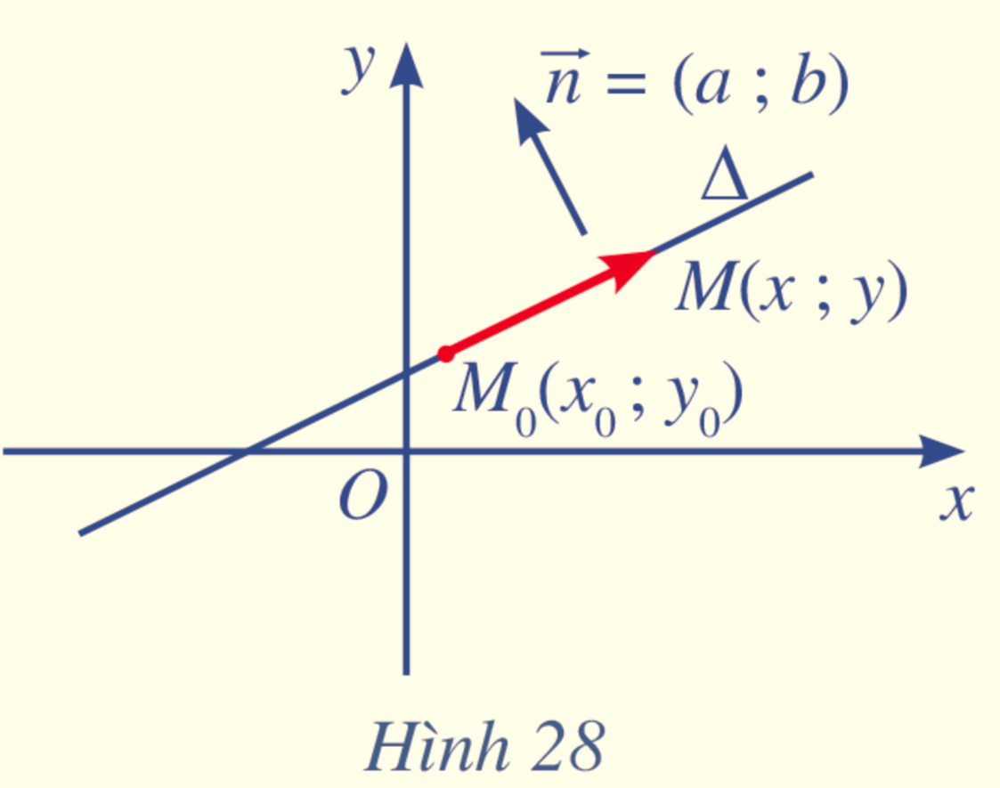 y
n⃗ = (a ; b)
Δ
M(x ; y)
M₀(x₀ ; y₀)
O
x
Hình 28